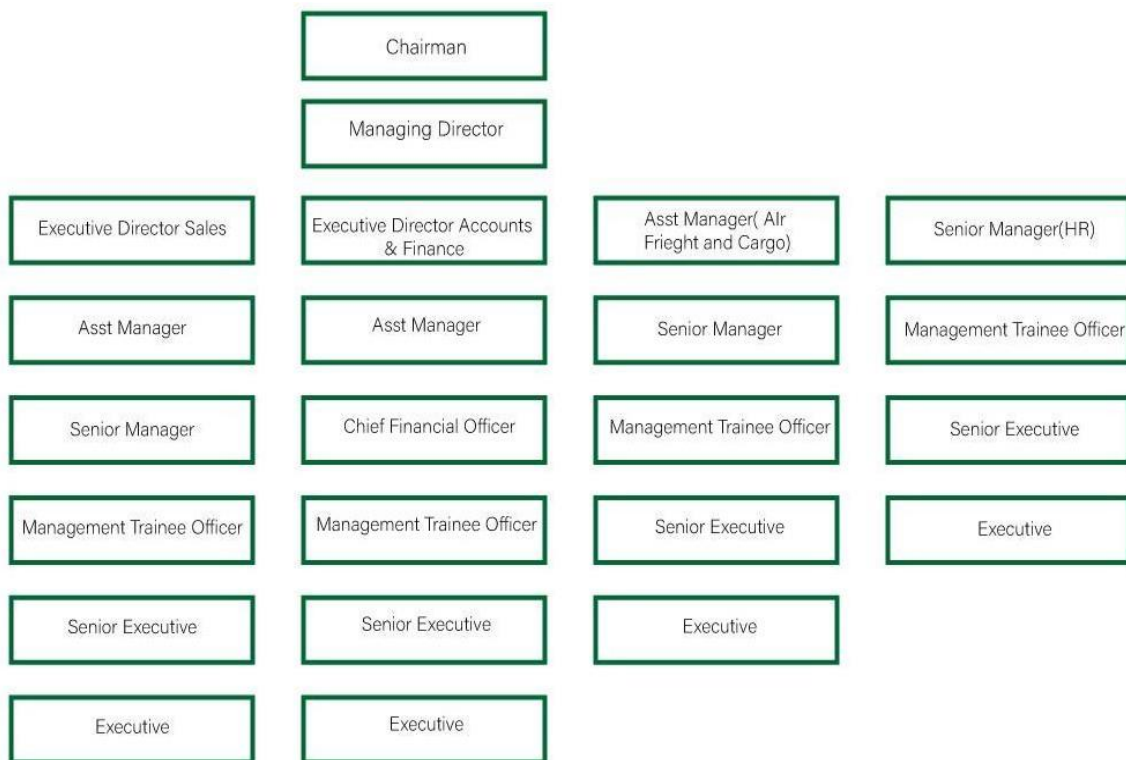 Chairman
Managing Director
Executive Director Sales
Executive Director Accounts
& Finance
Asst Manager( AIr
Frieght and Cargo)
Senior Manager(HR)
Asst Manager
Asst Manager
Senior Manager
Management Trainee Officer
Senior Manager
Chief Financial Officer
Management Trainee Officer
Senior Executive
Management Trainee Officer
Management Trainee Officer
Senior Executive
Executive
Senior Executive
Senior Executive
Executive
Executive
Executive